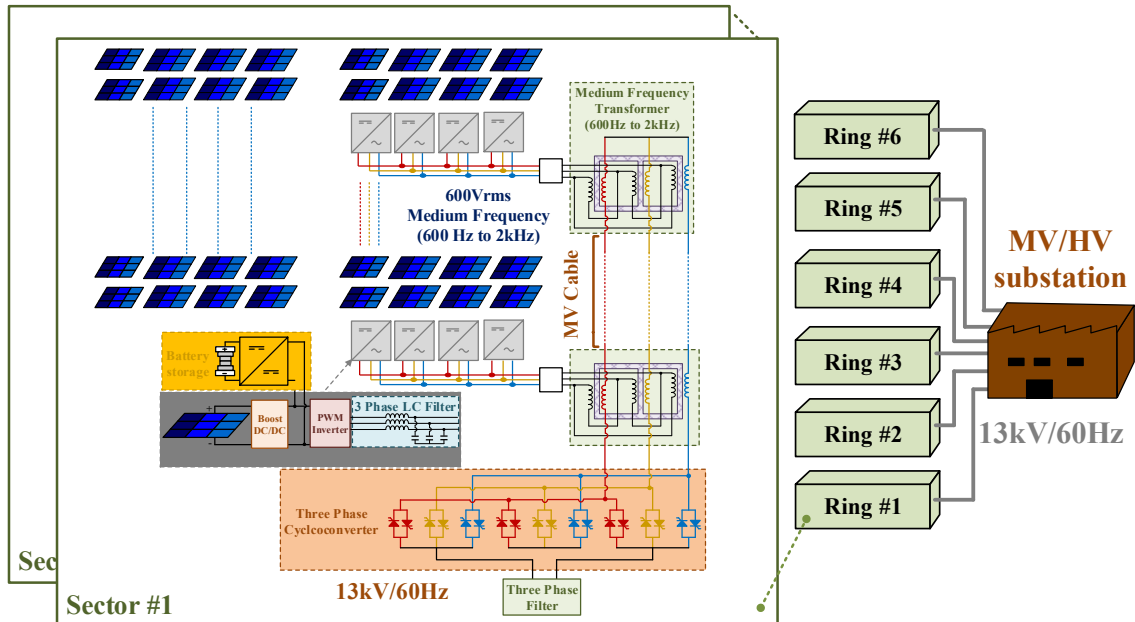 Medium Frequency
Transformer
(600Hz to 2kHz)
600Vrms
Medium Frequency
(600 Hz to 2kHz)
MV Cable
Battery
storage
+
-
Boost
DC/DC
PWM
Inverter
3 Phase LC Filter
Three Phase
Cyclcoconverter
13kV/60Hz
Three Phase
Filter
Sec
Sector #1
Ring #6
Ring #5
Ring #4
Ring #3
Ring #2
Ring #1
MV/HV
substation
13kV/60Hz